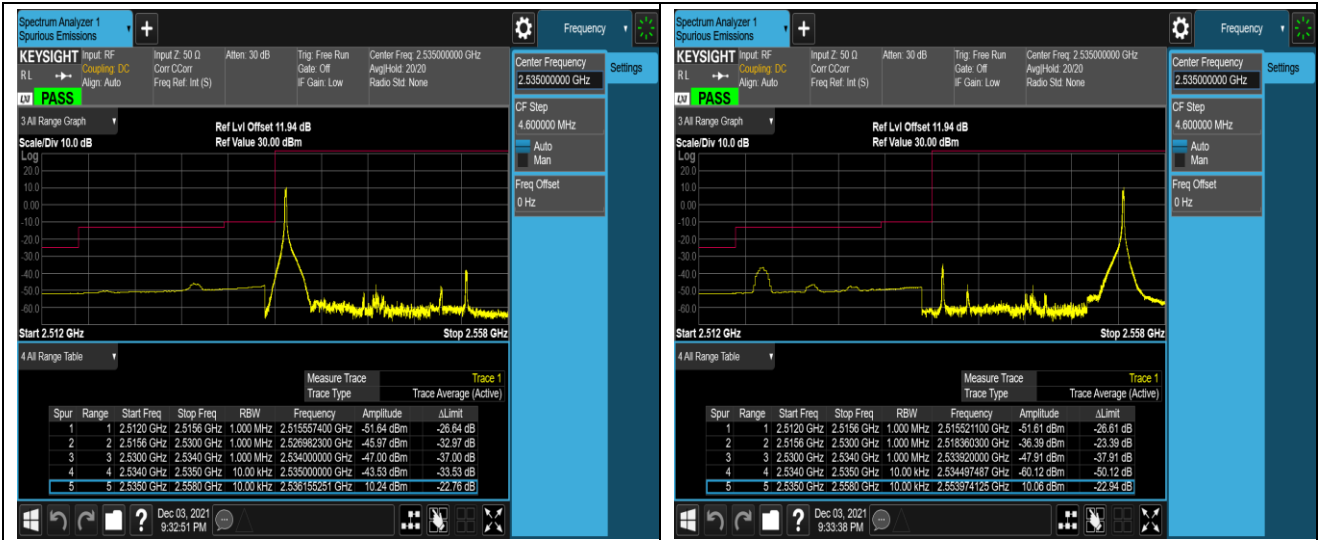 Spectrum Analyzer 1
Spurious Emissions
Frequency
KEYSIGHT Input: RF Input Z: 50 Ω Atten: 30 dB Trig: Free Run Center Freq: 2.535000000 GHz
Coupling: DC Corr CCorr Gate: Off Avg|Hold: 20/20
RL Align: Auto Freq Ref: Int (S) IF Gain: Low Radio Std: None
PASS
Center Frequency
2.535000000 GHz
Settings
CF Step
4.600000 MHz
Auto
Man
Freq Offset
0 Hz
3 All Range Graph
Ref Lvl Offset 11.94 dB
Scale/Div 10.0 dB Ref Value 30.00 dBm
Log
20.0
10.0
0.00
-10.0
-20.0
-30.0
-40.0
-50.0
-60.0
Start 2.512 GHz Stop 2.558 GHz
4 All Range Table
Measure Trace Trace 1
Trace Type Trace Average (Active)
Spur Range Start Freq Stop Freq RBW Frequency Amplitude ΔLimit
1 1 2.5120 GHz 2.5156 GHz 1.000 MHz 2.515557400 GHz -51.64 dBm -26.64 dB
2 2 2.5156 GHz 2.5300 GHz 1.000 MHz 2.526982300 GHz -45.97 dBm -32.97 dB
3 3 2.5300 GHz 2.5340 GHz 1.000 MHz 2.534000000 GHz -47.00 dBm -37.00 dB
4 4 2.5340 GHz 2.5350 GHz 10.00 kHz 2.535000000 GHz -43.53 dBm -33.53 dB
5 5 2.5350 GHz 2.5580 GHz 10.00 kHz 2.536155251 GHz 10.24 dBm -22.76 dB
Dec 03, 2021
9:32:51 PM
Spectrum Analyzer 1
Spurious Emissions
Frequency
KEYSIGHT Input: RF Input Z: 50 Ω Atten: 30 dB Trig: Free Run Center Freq: 2.535000000 GHz
Coupling: DC Corr CCorr Gate: Off Avg|Hold: 20/20
RL Align: Auto Freq Ref: Int (S) IF Gain: Low Radio Std: None
PASS
Center Frequency
2.535000000 GHz
Settings
CF Step
4.600000 MHz
Auto
Man
Freq Offset
0 Hz
3 All Range Graph
Ref Lvl Offset 11.94 dB
Scale/Div 10.0 dB Ref Value 30.00 dBm
Log
20.0
10.0
0.00
-10.0
-20.0
-30.0
-40.0
-50.0
-60.0
Start 2.512 GHz Stop 2.558 GHz
4 All Range Table
Measure Trace Trace 1
Trace Type Trace Average (Active)
Spur Range Start Freq Stop Freq RBW Frequency Amplitude ΔLimit
1 1 2.5120 GHz 2.5156 GHz 1.000 MHz 2.515521100 GHz -51.61 dBm -26.61 dB
2 2 2.5156 GHz 2.5300 GHz 1.000 MHz 2.518360300 GHz -36.39 dBm -23.39 dB
3 3 2.5300 GHz 2.5340 GHz 1.000 MHz 2.533920000 GHz -47.91 dBm -37.91 dB
4 4 2.5340 GHz 2.5350 GHz 10.00 kHz 2.534497487 GHz -60.12 dBm -50.12 dB
5 5 2.5350 GHz 2.5580 GHz 10.00 kHz 2.553974125 GHz 10.06 dBm -22.94 dB
Dec 03, 2021
9:33:38 PM